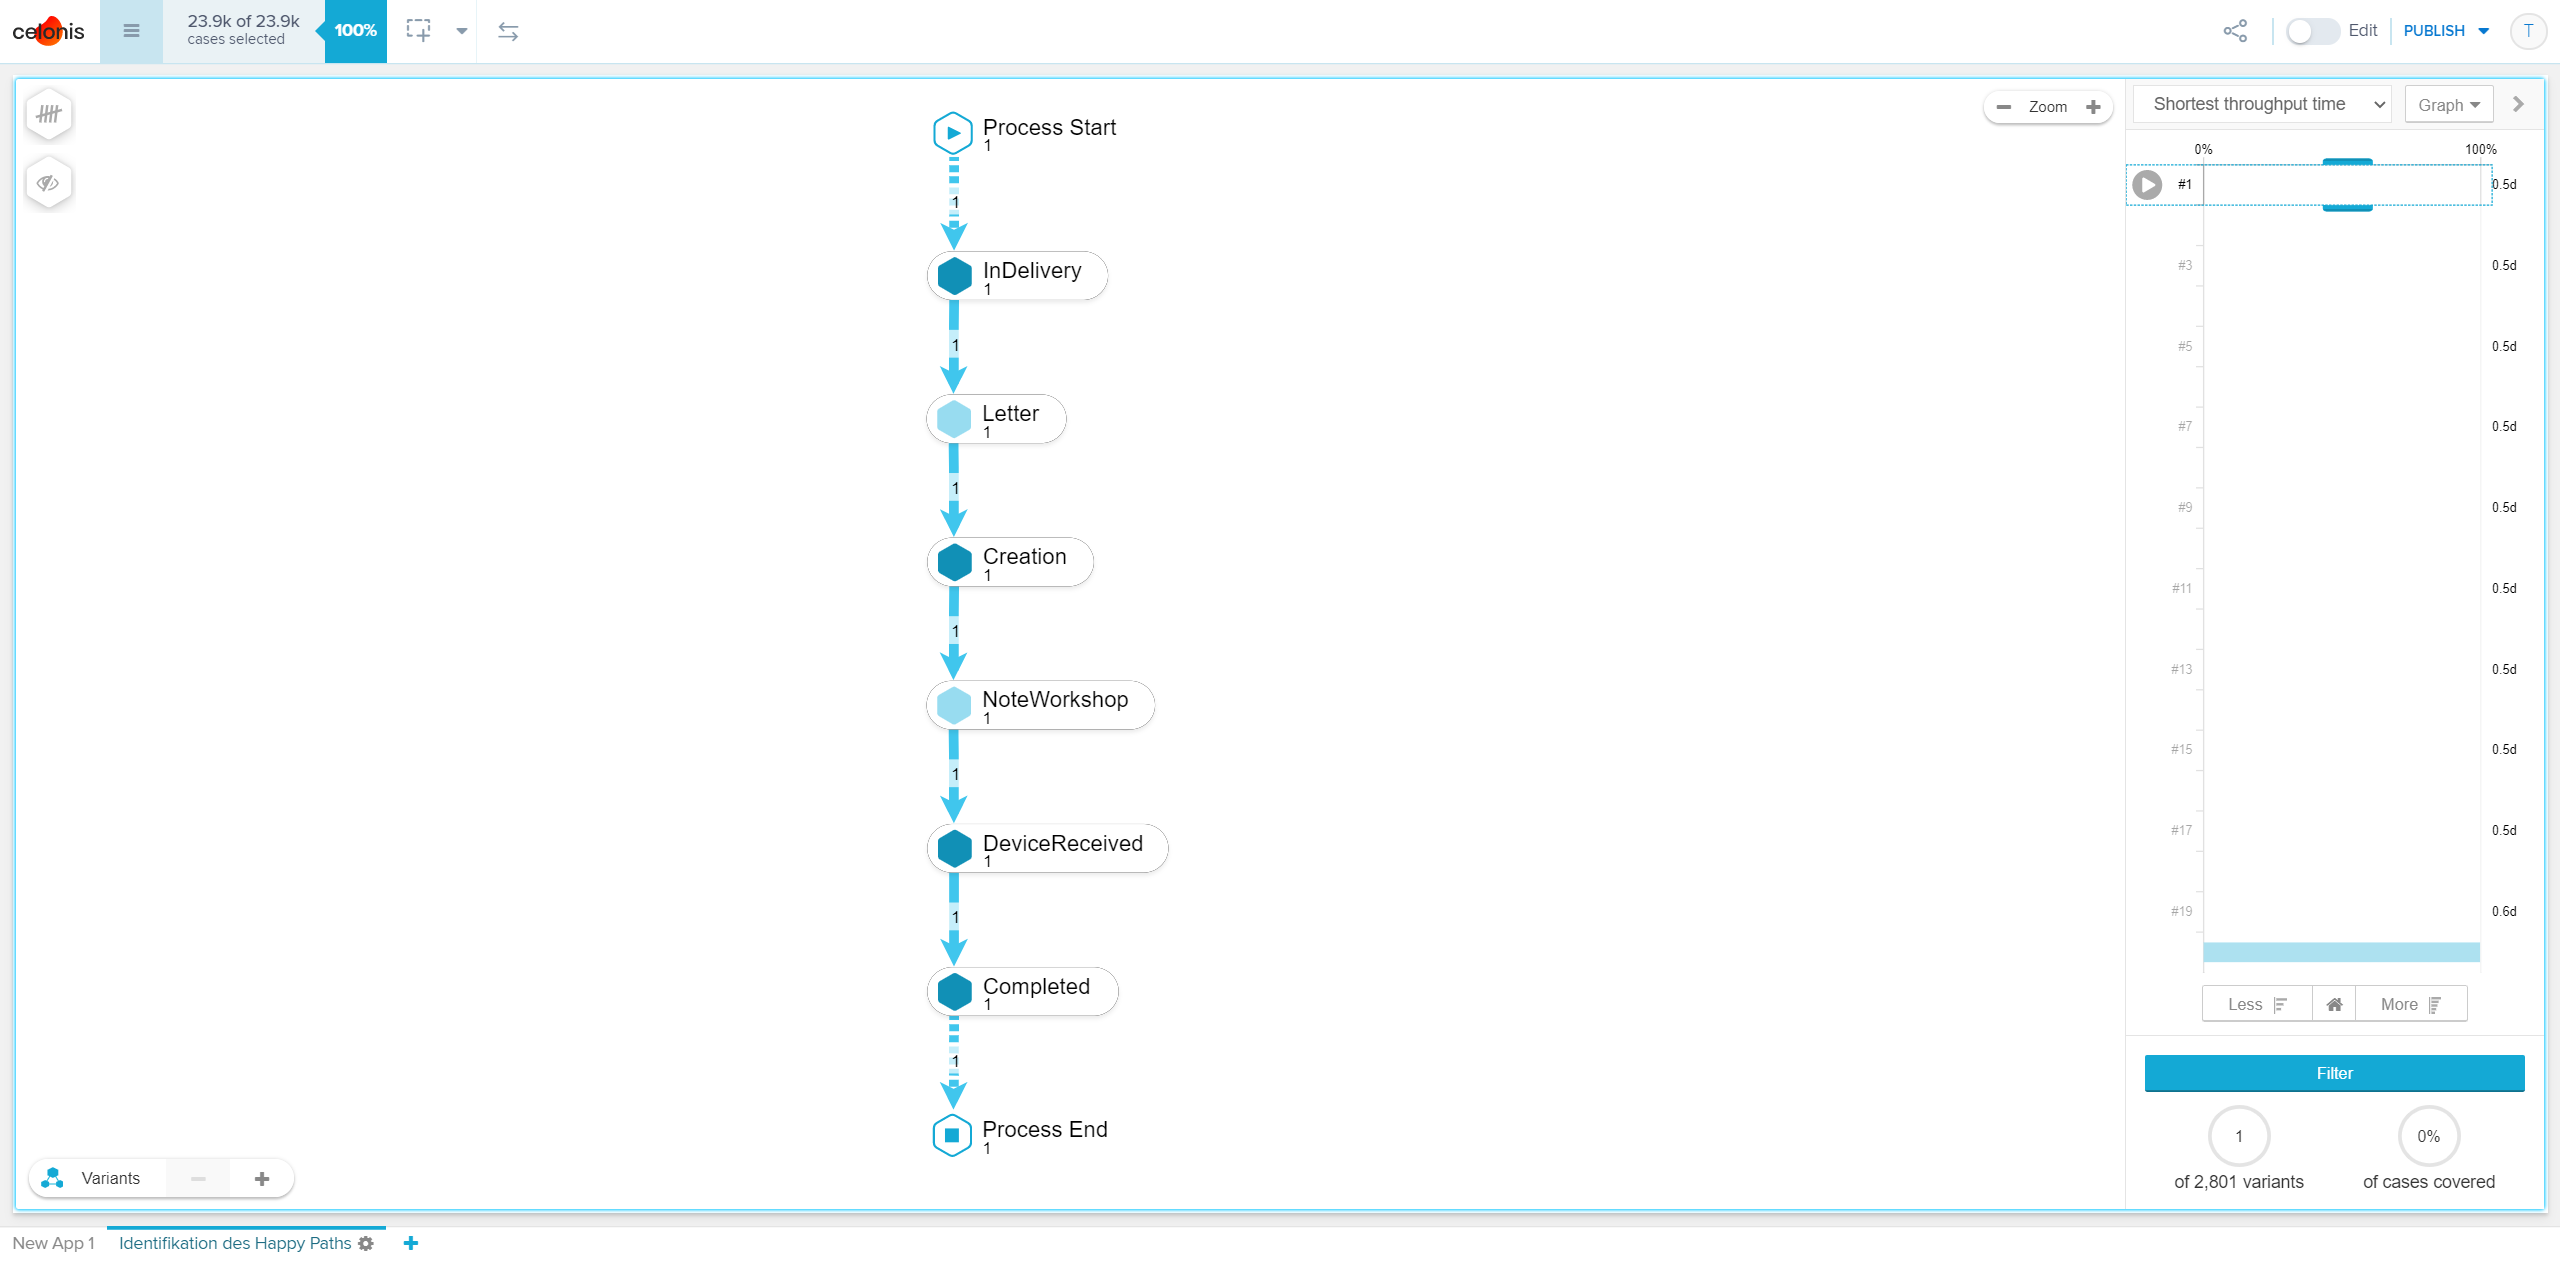 celonis
23.9k of 23.9k
cases selected
100%
Edit
PUBLISH
T
Process Start
1
1
InDelivery
1
1
Letter
1
1
Creation
1
1
NoteWorkshop
1
1
DeviceReceived
1
1
Completed
1
1
Process End
1
Zoom
Variants
Shortest throughput time
Graph
0% 100%
#1 0.5d
#3 0.5d
#5 0.5d
#7 0.5d
#9 0.5d
#11 0.5d
#13 0.5d
#15 0.5d
#17 0.5d
#19 0.6d
Less More
Filter
1 0%
of 2,801 variants of cases covered
New App 1 Identifikation des Happy Paths